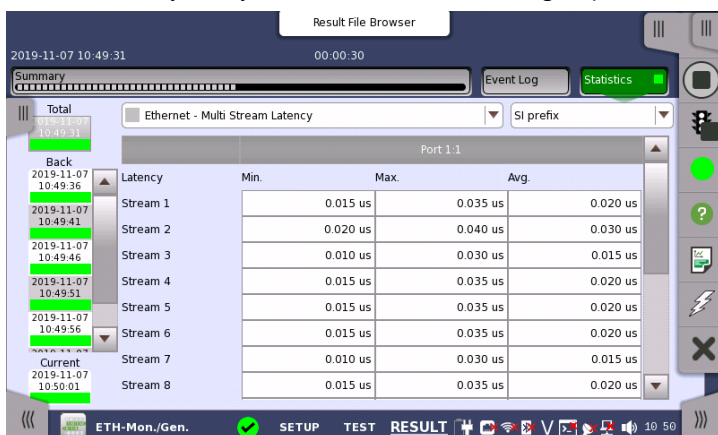 Result File Browser
2019-11-07 10:49:31 00:00:30
Summary Event Log Statistics
Total
2019-11-07
10:49:31
Ethernet - Multi Stream Latency SI prefix
Port 1:1
Back
2019-11-07
10:49:36
2019-11-07
10:49:41
2019-11-07
10:49:46
2019-11-07
10:49:51
2019-11-07
10:49:56
Current
2019-11-07
10:50:01
Latency Min. Max. Avg.
Stream 1 0.015 us 0.035 us 0.020 us
Stream 2 0.020 us 0.040 us 0.030 us
Stream 3 0.010 us 0.030 us 0.015 us
Stream 4 0.015 us 0.035 us 0.020 us
Stream 5 0.015 us 0.035 us 0.020 us
Stream 6 0.015 us 0.035 us 0.020 us
Stream 7 0.010 us 0.030 us 0.015 us
Stream 8 0.015 us 0.035 us 0.020 us
ETH-Mon./Gen. SETUP TEST RESULT V 10 50